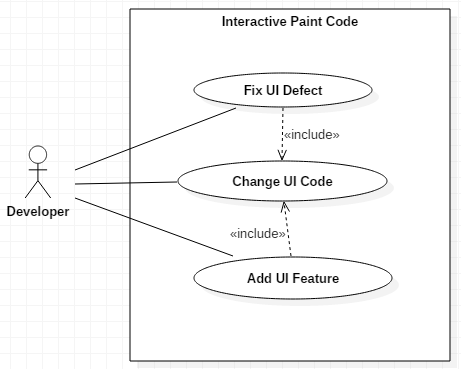 Interactive Paint Code
Fix UI Defect
«include»
Change UI Code
Developer
«include»
Add UI Feature